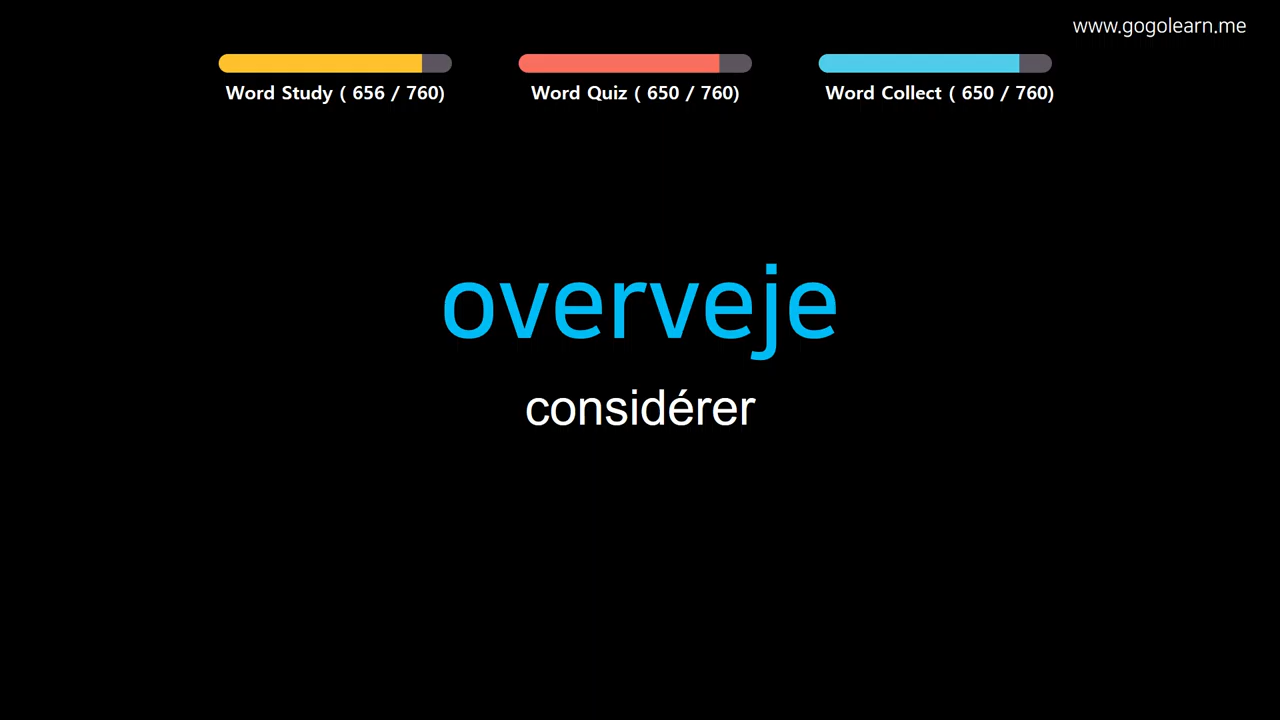 www.gogolearn.me
Word Study ( 656 / 760)
Word Quiz ( 650 / 760)
Word Collect ( 650 / 760)
overveje
considérer